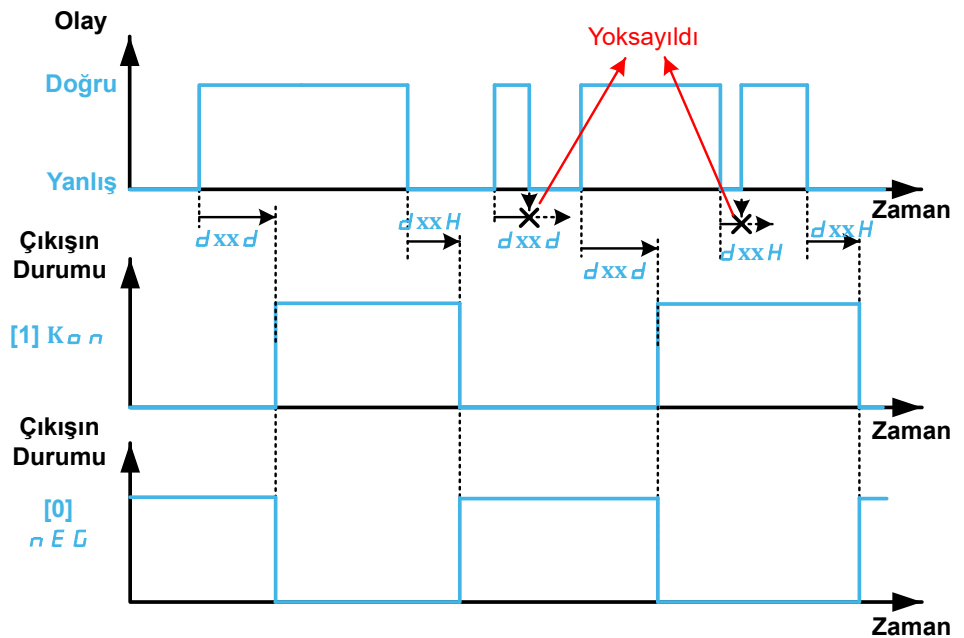 Olay
Yoksayıldı
Doğru
Yanlış
Zaman
dxxd
dxxH
dxxd
dxxd
dxxH
dxxH
Çıkışın
Durumu
[1] Kon
Zaman
Çıkışın
Durumu
[0]
nEG
Zaman